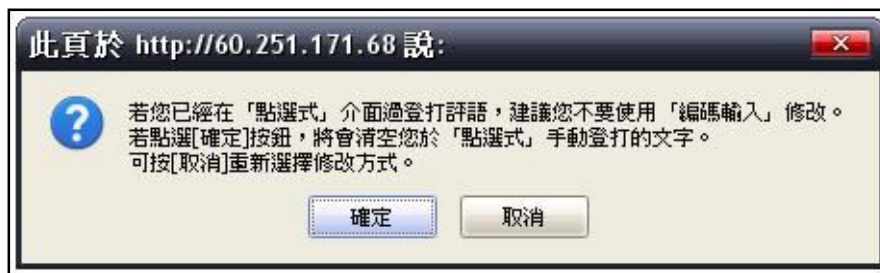 此頁於 http://60.251.171.68 說:
若您已經在「點選式」介面過登打評語，建議您不要使用「編碼輸入」修改。
若點選[確定]按鈕，將會清空您於「點選式」手動登打的文字。
可按[取消]重新選擇修改方式。
確定 取消